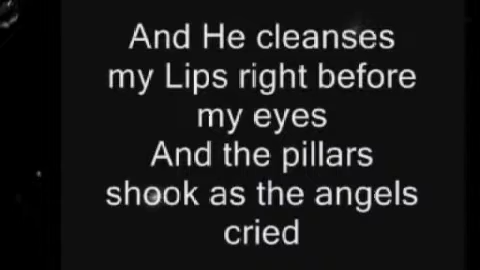 And He cleanses
my Lips right before
my eyes
And the pillars
shook as the angels
cried